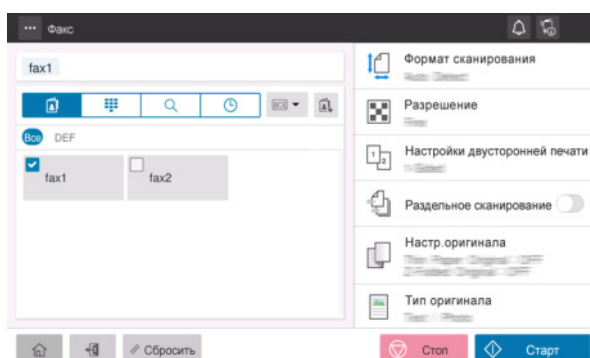 Факс
fax1
Все DEF
fax1
fax2
Формат сканирования
Разрешение
Настройки двусторонней печати
Раздельное сканирование
Настр.оригинала
Тип оригинала
Сбросить
Стоп
Старт